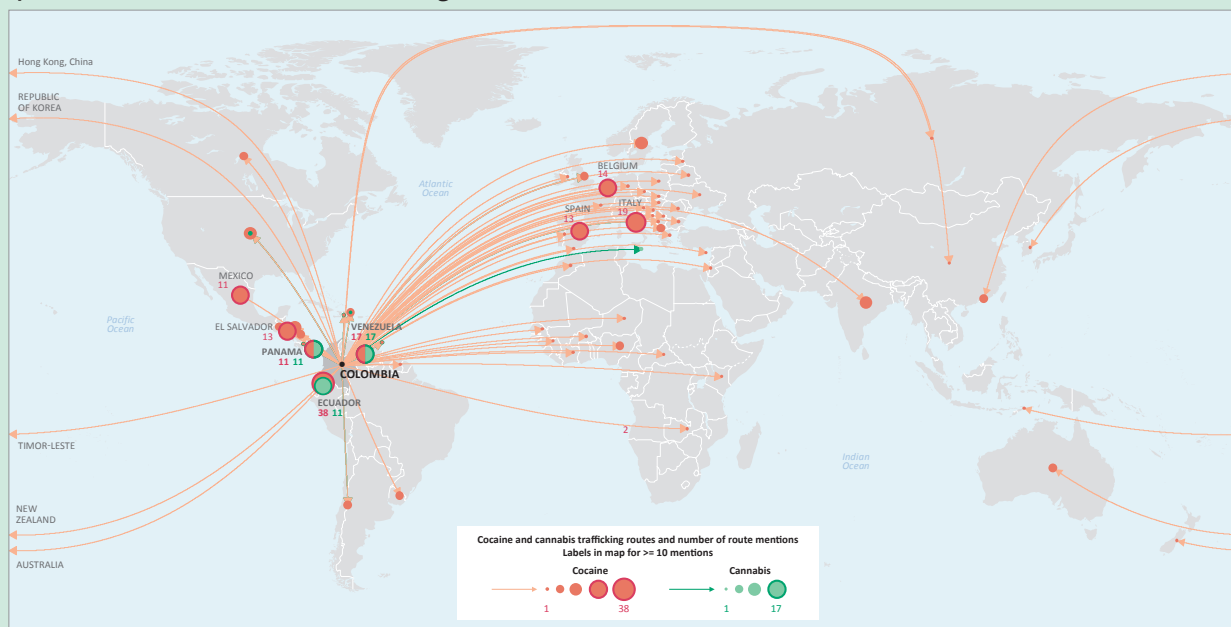 Hong Kong, China
REPUBLIC
OF KOREA
Atlantic
Ocean
BELGIUM
14
SPAIN
13
ITALY
19
MEXICO
11
Pacific
Ocean
EL SALVADOR
13
VENEZUELA
17 17
PANAMA
11 11
COLOMBIA
ECUADOR
38 11
2
TIMOR-LESTE
Indian
Ocean
NEW
ZEALAND
AUSTRALIA
Cocaine and cannabis trafficking routes and number of route mentions
Labels in map for >= 10 mentions
Cocaine Cannabis
1 38 1 17